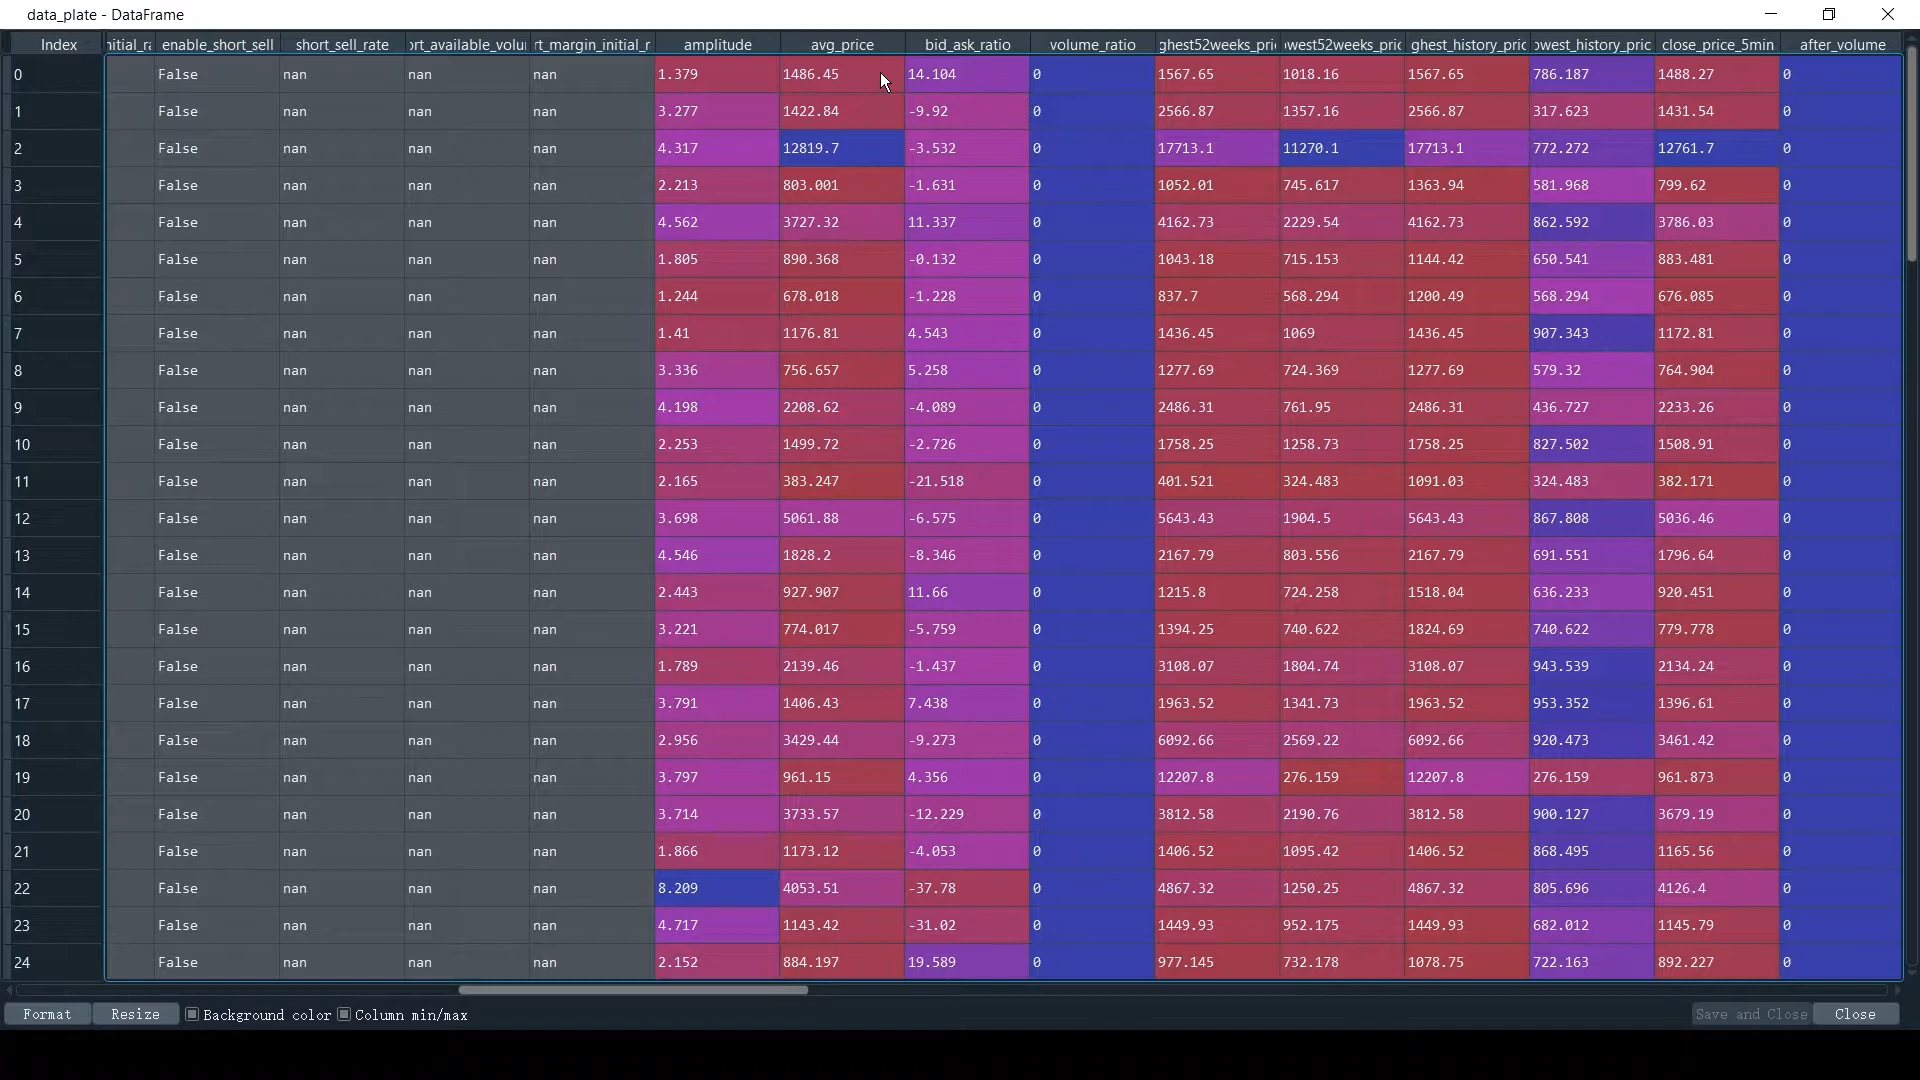 data_plate - DataFrame
Index nitial_ra enable_short_sell short_sell_rate ort_available_volur rt_margin_initial_r amplitude avg_price bid_ask_ratio volume_ratio ghest52weeks_pric owest52weeks_pric ghest_history_pric owest_history_pric close_price_5min after_volume
0 False nan nan nan 1.379 1486.45 14.104 0 1567.65 1018.16 1567.65 786.187 1488.27 0
1 False nan nan nan 3.277 1422.84 -9.92 0 2566.87 1357.16 2566.87 317.623 1431.54 0
2 False nan nan nan 4.317 12819.7 -3.532 0 17713.1 11270.1 17713.1 772.272 12761.7 0
3 False nan nan nan 2.213 803.001 -1.631 0 1052.01 745.617 1363.94 581.968 799.62 0
4 False nan nan nan 4.562 3727.32 11.337 0 4162.73 2229.54 4162.73 862.592 3786.03 0
5 False nan nan nan 1.805 890.368 -0.132 0 1043.18 715.153 1144.42 650.541 883.481 0
6 False nan nan nan 1.244 678.018 -1.228 0 837.7 568.294 1200.49 568.294 676.085 0
7 False nan nan nan 1.41 1176.81 4.543 0 1436.45 1069 1436.45 907.343 1172.81 0
8 False nan nan nan 3.336 756.657 5.258 0 1277.69 724.369 1277.69 579.32 764.904 0
9 False nan nan nan 4.198 2208.62 -4.089 0 2486.31 761.95 2486.31 436.727 2233.26 0
10 False nan nan nan 2.253 1499.72 -2.726 0 1758.25 1258.73 1758.25 827.502 1508.91 0
11 False nan nan nan 2.165 383.247 -21.518 0 401.521 324.483 1091.03 324.483 382.171 0
12 False nan nan nan 3.698 5061.88 -6.575 0 5643.43 1904.5 5643.43 867.808 5036.46 0
13 False nan nan nan 4.546 1828.2 -8.346 0 2167.79 803.556 2167.79 691.551 1796.64 0
14 False nan nan nan 2.443 927.907 11.66 0 1215.8 724.258 1518.04 636.233 920.451 0
15 False nan nan nan 3.221 774.017 -5.759 0 1394.25 740.622 1824.69 740.622 779.778 0
16 False nan nan nan 1.789 2139.46 -1.437 0 3108.07 1804.74 3108.07 943.539 2134.24 0
17 False nan nan nan 3.791 1406.43 7.438 0 1963.52 1341.73 1963.52 953.352 1396.61 0
18 False nan nan nan 2.956 3429.44 -9.273 0 6092.66 2569.22 6092.66 920.473 3461.42 0
19 False nan nan nan 3.797 961.15 4.356 0 12207.8 276.159 12207.8 276.159 961.873 0
20 False nan nan nan 3.714 3733.57 -12.229 0 3812.58 2190.76 3812.58 900.127 3679.19 0
21 False nan nan nan 1.866 1173.12 -4.053 0 1406.52 1095.42 1406.52 868.495 1165.56 0
22 False nan nan nan 8.209 4053.51 -37.78 0 4867.32 1250.25 4867.32 805.696 4126.4 0
23 False nan nan nan 4.717 1143.42 -31.02 0 1449.93 952.175 1449.93 682.012 1145.79 0
24 False nan nan nan 2.152 884.197 19.589 0 977.145 732.178 1078.75 722.163 892.227 0
Format Resize Background color Column min/max Save and Close Close